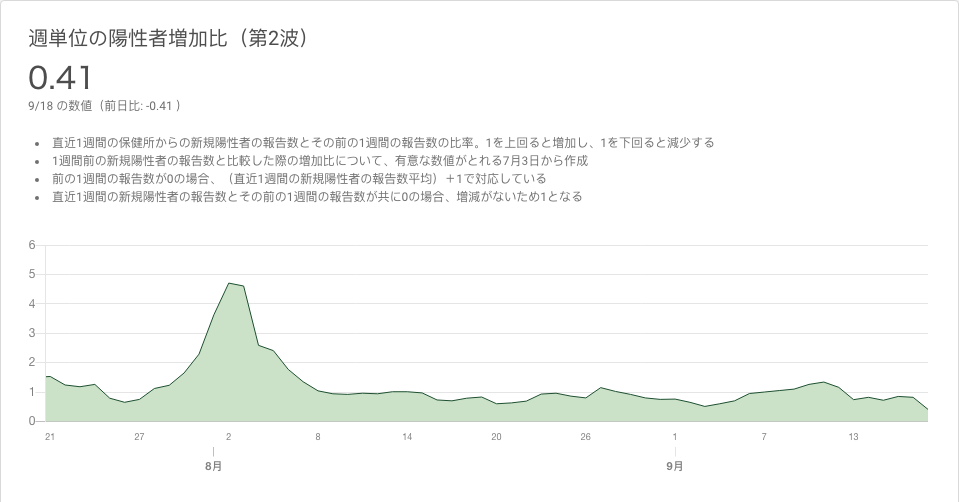 週単位の陽性者増加比（第2波）
0.41
9/18 の数値（前日比: -0.41 ）
• 直近1週間の保健所からの新規陽性者の報告数とその前の1週間の報告数の比率。1を上回ると増加し、1を下回ると減少する
• 1週間前の新規陽性者の報告数と比較した際の増加比について、有意な数値がとれる7月3日から作成
• 前の1週間の報告数が0の場合、（直近1週間の新規陽性者の報告数平均）＋1で対応している
• 直近1週間の新規陽性者の報告数とその前の1週間の報告数が共に0の場合、増減がないため1となる
6
5
4
3
2
1
0
21 27 2 8 14 20 26 1 7 13
8月 9月